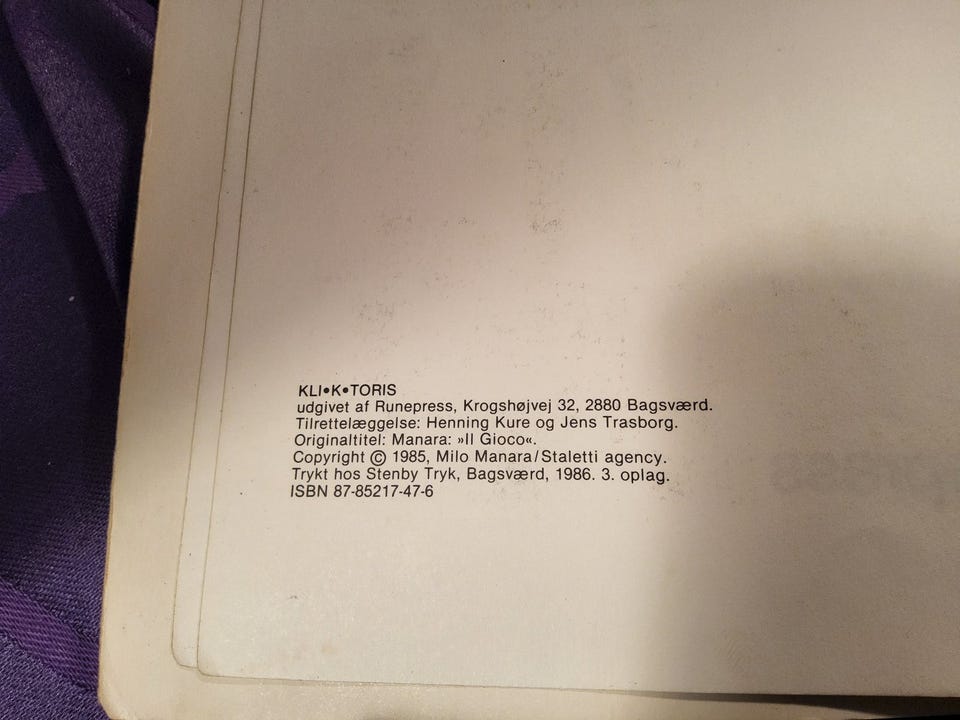 KLI•K•TORIS
udgivet af Runepress, Krogshøjvej 32, 2880 Bagsværd.
Tilrettelæggelse: Henning Kure og Jens Trasborg.
Originaltitel: Manara: »Il Gioco«.
Copyright © 1985, Milo Manara/Staletti agency.
Trykt hos Stenby Tryk, Bagsværd, 1986. 3. oplag.
ISBN 87-85217-47-6